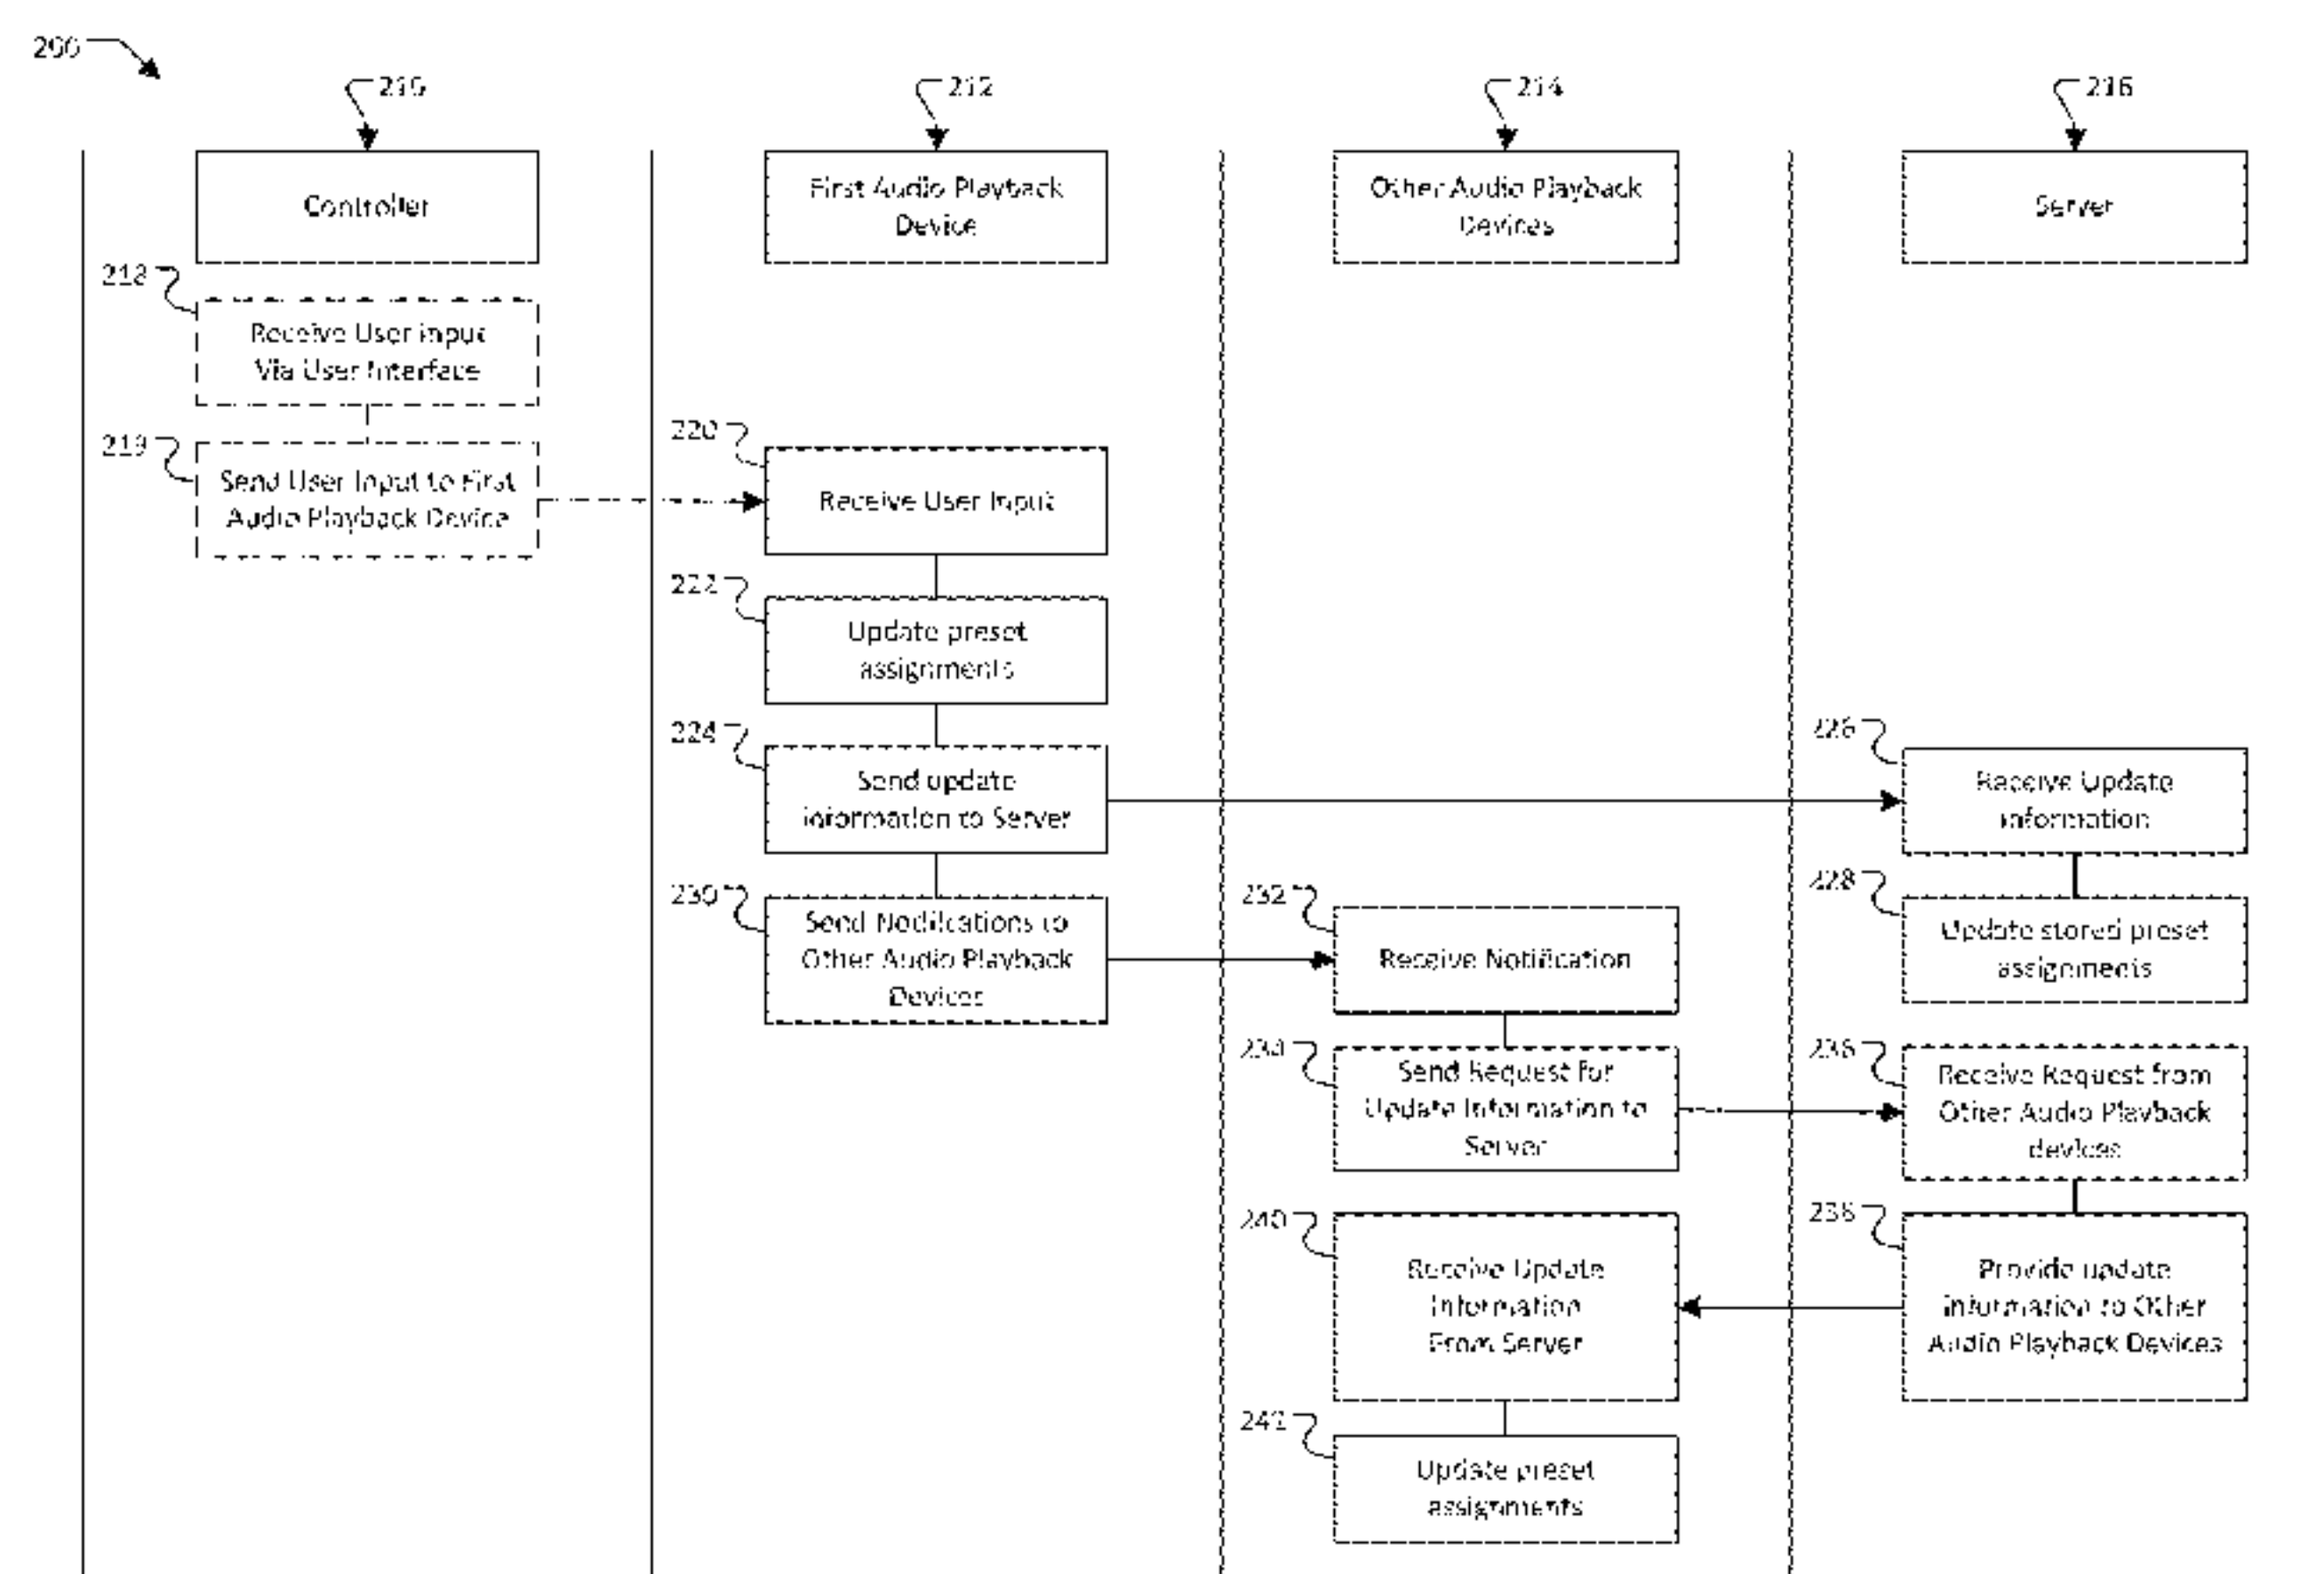 200
210
212
214
216
Controller
First Audio Playback
Device
Other Audio Playback
Devices
Server
218
Receive User input
Via User Interface
219
Send User Input to First
Audio Playback Device
220
Receive User Input
222
Update preset
assignments
224
Send update
information to Server
226
Receive Update
information
228
Update stored preset
assignments
230
Send Notifications to
Other Audio Playback
Devices
232
Receive Notification
234
Send Request for
Update Information to
Server
236
Receive Request from
Other Audio Playback
devices
238
Provide update
information to Other
Audio Playback Devices
240
Receive Update
Information
From Server
242
Update preset
assignments